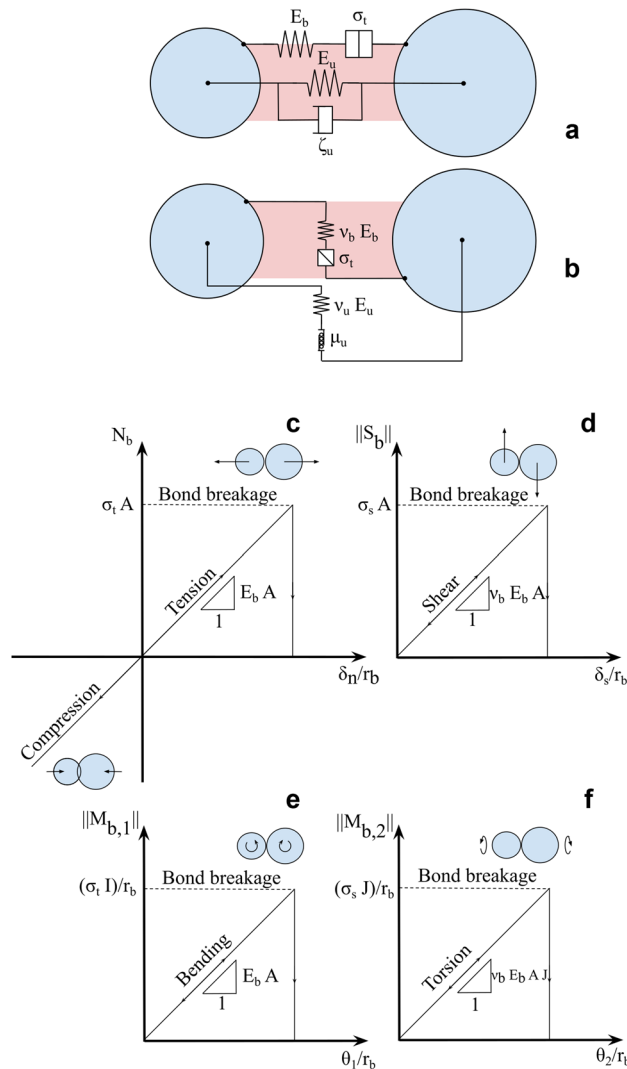 E_b σ_t
E_u
ζ_u
a
ν_b E_b
σ_t
b
ν_u E_u
μ_u
c
N_b
σ_t A
Bond breakage
Tension
E_b A
1
δ_n/r_b
Compression
d
||S_b||
σ_s A
Bond breakage
Shear
ν_b E_b A
1
δ_s/r_b
e
||M_b,1||
(σ_t I)/r_b
Bond breakage
Bending
E_b A
1
θ_1/r_b
f
||M_b,2||
(σ_s J)/r_b
Bond breakage
Torsion
ν_b E_b A J
1
θ_2/r_b